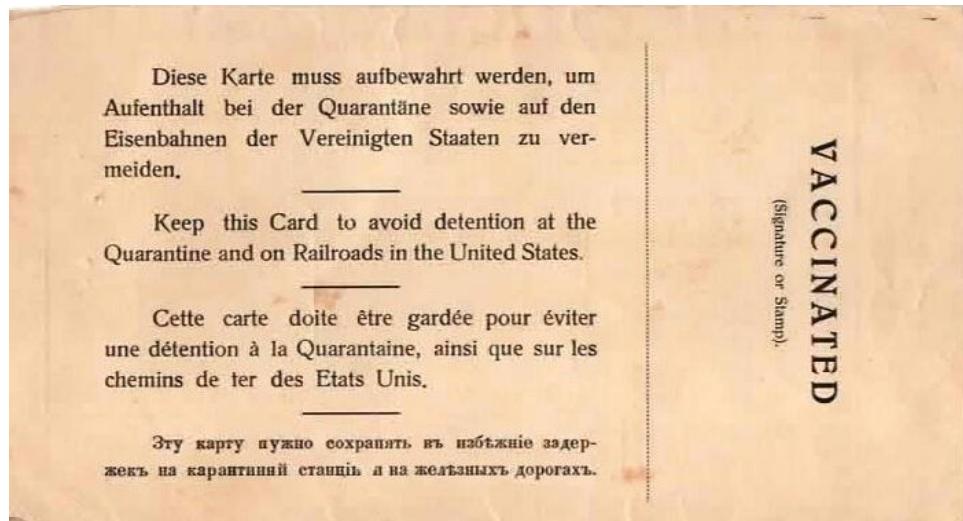 Diese Karte muss aufbewahrt werden, um
Aufenthalt bei der Quarantäne sowie auf den
Eisenbahnen der Vereinigten Staaten zu ver-
meiden.
Keep this Card to avoid detention at the
Quarantine and on Railroads in the United States.
Cette carte doite être gardée pour éviter
une détention à la Quarantaine, ainsi que sur les
chemins de ter des Etats Unis.
Эту карту нужно сохранять въ избѣжніе задер-
жекъ на карантиннй станціь и на желѣзныхъ дорогахъ.
VACCINATED
(Signature or Stamp).